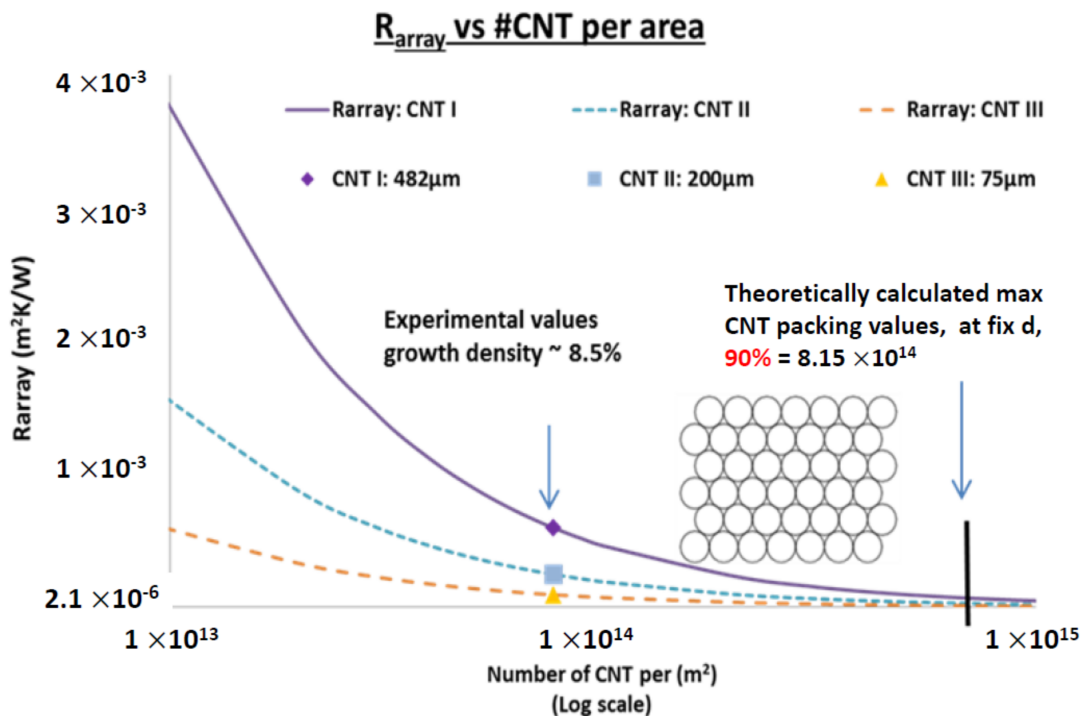 R_array vs #CNT per area
4 ×10⁻³
Rarray: CNT I
Rarray: CNT II
Rarray: CNT III
CNT I: 482µm
CNT II: 200µm
CNT III: 75µm
3 ×10⁻³
Theoretically calculated max
CNT packing values, at fix d,
90% = 8.15 ×10¹⁴
Experimental values
growth density ~ 8.5%
2 ×10⁻³
1 ×10⁻³
2.1 ×10⁻⁶
Rarray (m²K/W)
1 ×10¹³
1 ×10¹⁴
1 ×10¹⁵
Number of CNT per (m²)
(Log scale)